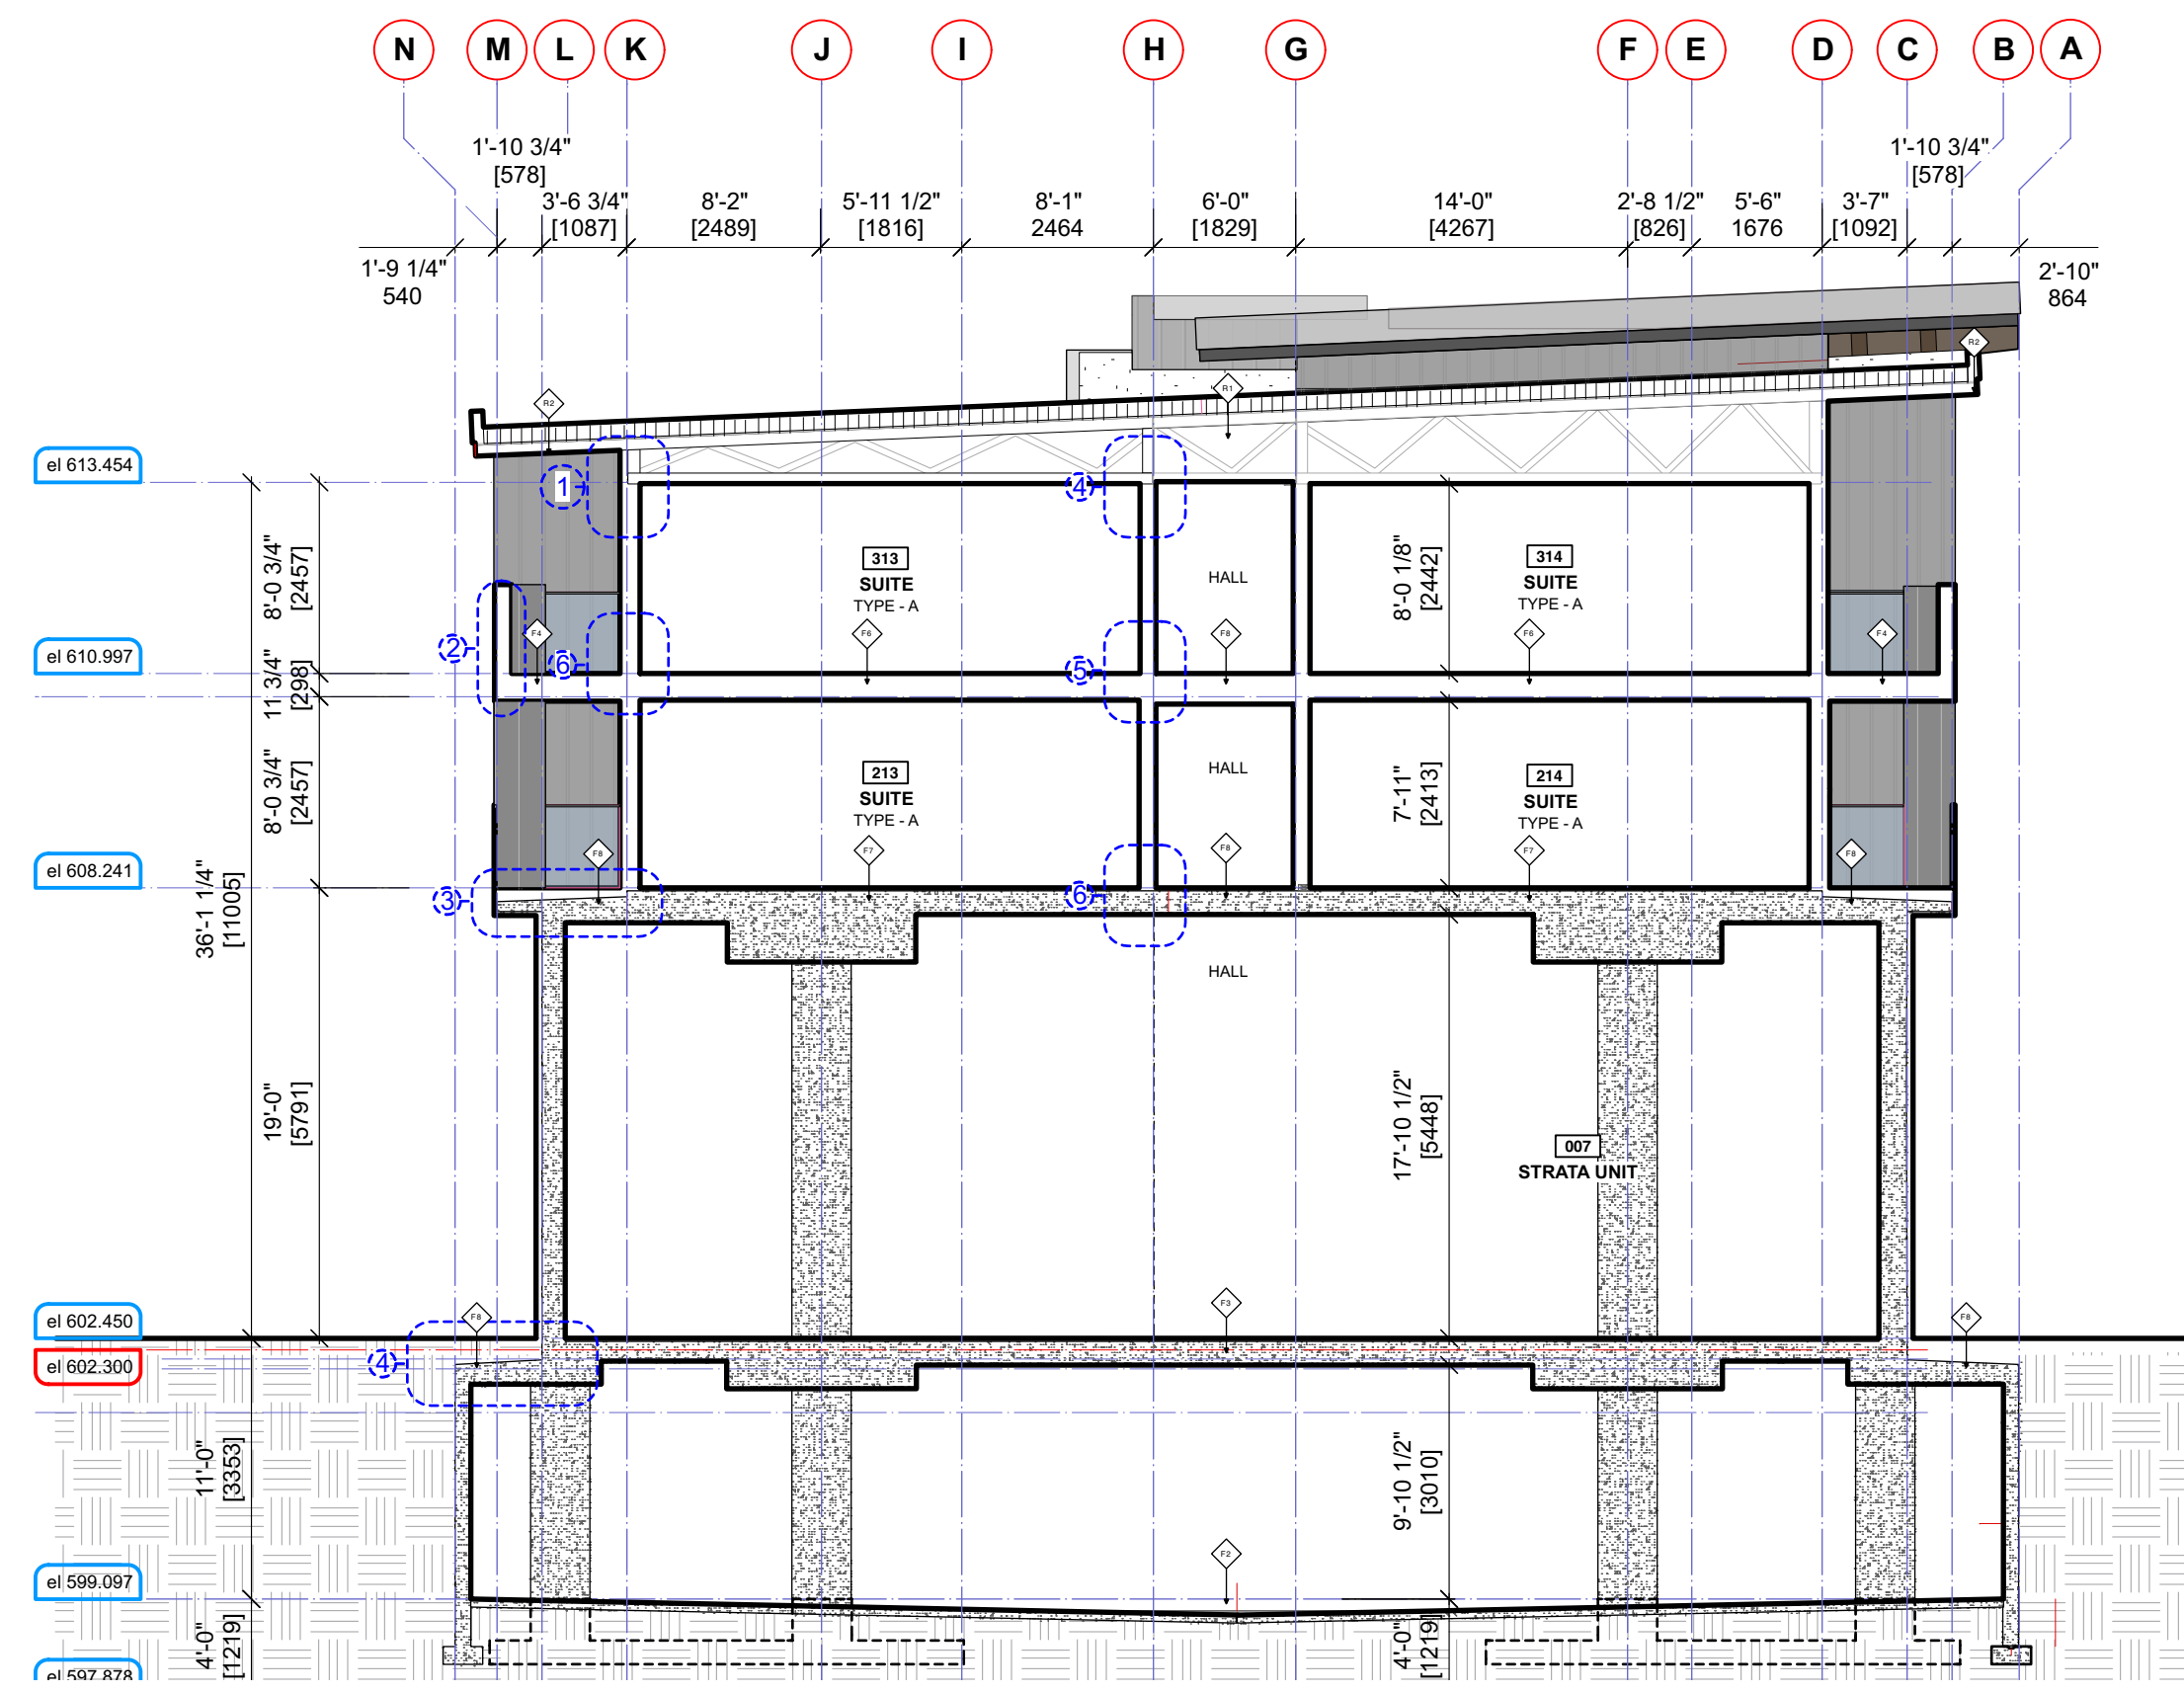 N M L K J I H G F E D C B A
1'-10 3/4"
[578]
1'-10 3/4"
[578]
3'-6 3/4"
[1087]
8'-2"
[2489]
5'-11 1/2"
[1816]
8'-1"
2464
6'-0"
[1829]
14'-0"
[4267]
2'-8 1/2"
[826]
5'-6"
1676
3'-7"
[1092]
1'-9 1/4"
540
2'-10"
864
R2
R1
R2
el 613.454
1
4
8'-0 3/4"
[2457]
313
SUITE
TYPE - A
HALL
8'-0 1/8"
[2442]
314
SUITE
TYPE - A
2
F4
6
F6
5
F8
F6
F4
el 610.997
11 3/4"
[298]
8'-0 3/4"
[2457]
213
SUITE
TYPE - A
HALL
7'-11"
[2413]
214
SUITE
TYPE - A
F8
F7
F8
F7
F8
el 608.241
3
6
36'-1 1/4"
[11005]
HALL
19'-0"
[5791]
17'-10 1/2"
[5448]
007
STRATA UNIT
el 602.450
F8
F3
F8
el 602.300
4
11'-0"
[3353]
9'-10 1/2"
[3010]
F2
el 599.097
4'-0"
[1219]
4'-0"
[1219]
el 597.878